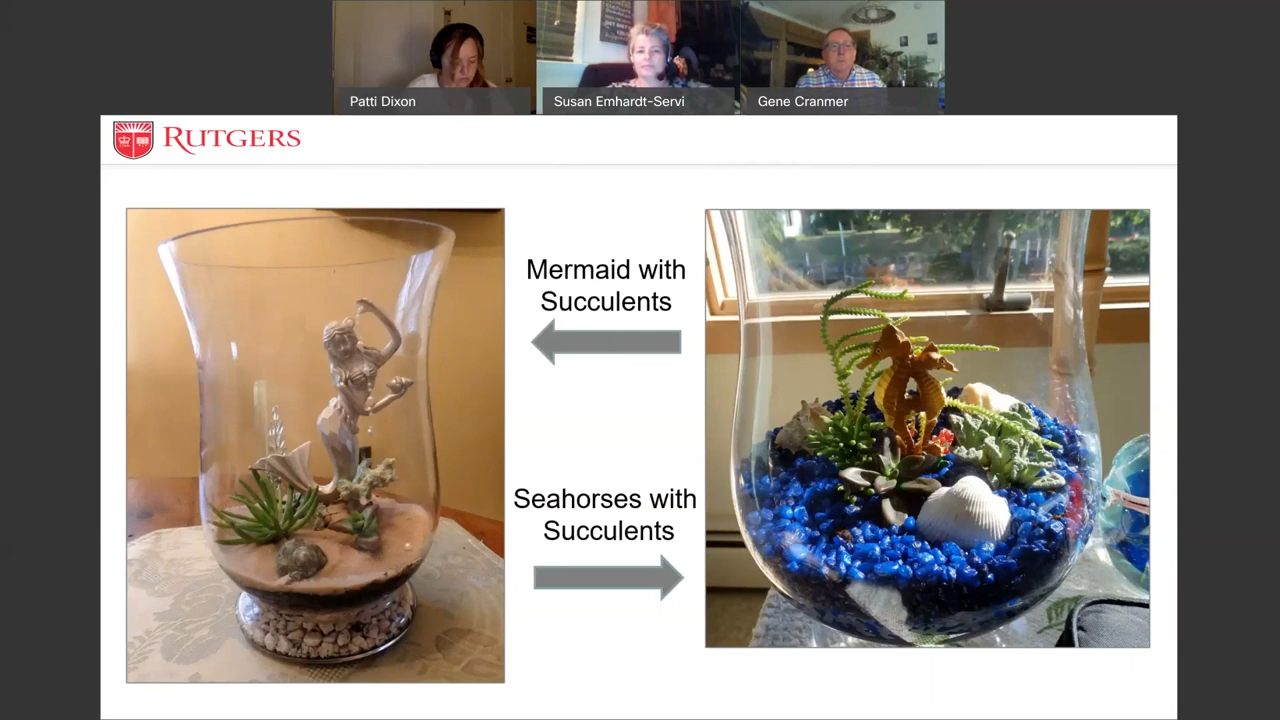 Patti Dixon
Susan Emhardt-Servi
Gene Cranmer
RUTGERS
Mermaid with
Succulents
Seahorses with
Succulents